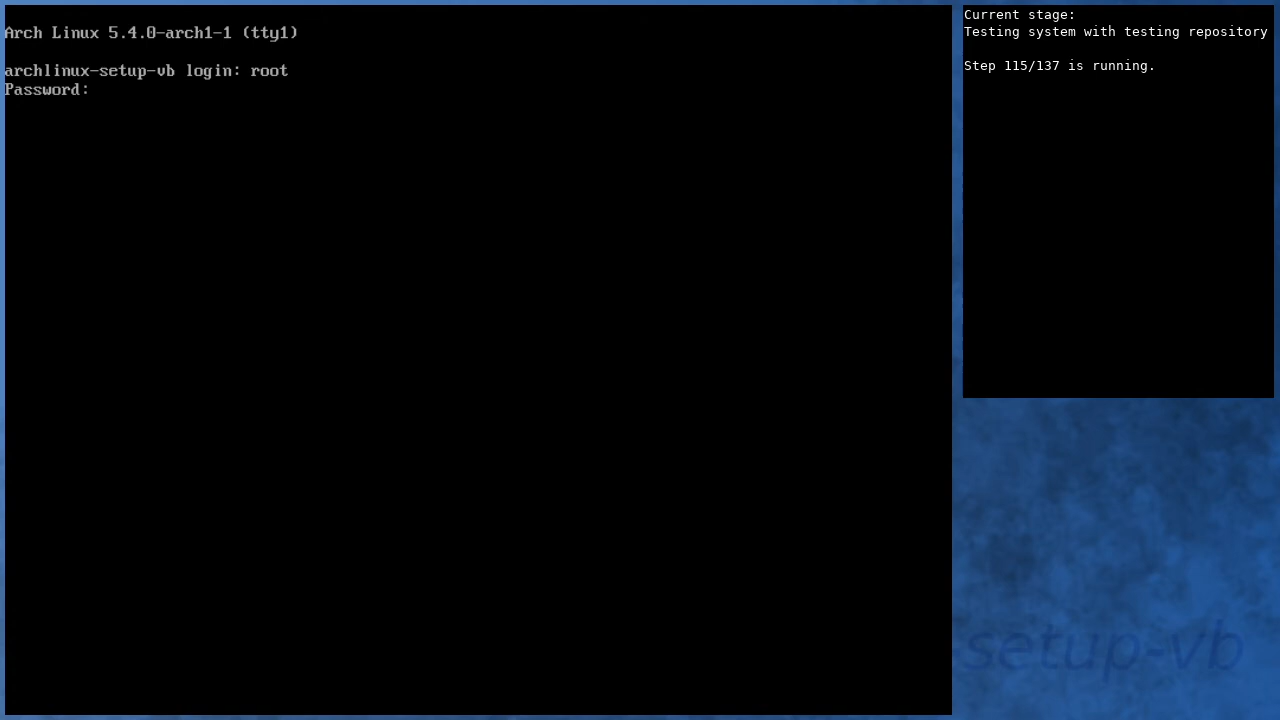 Arch Linux 5.4.0-arch1-1 (tty1)
archlinux-setup-vb login: root
Password:
Current stage:
Testing system with testing repository
Step 115/137 is running.
setup-vb